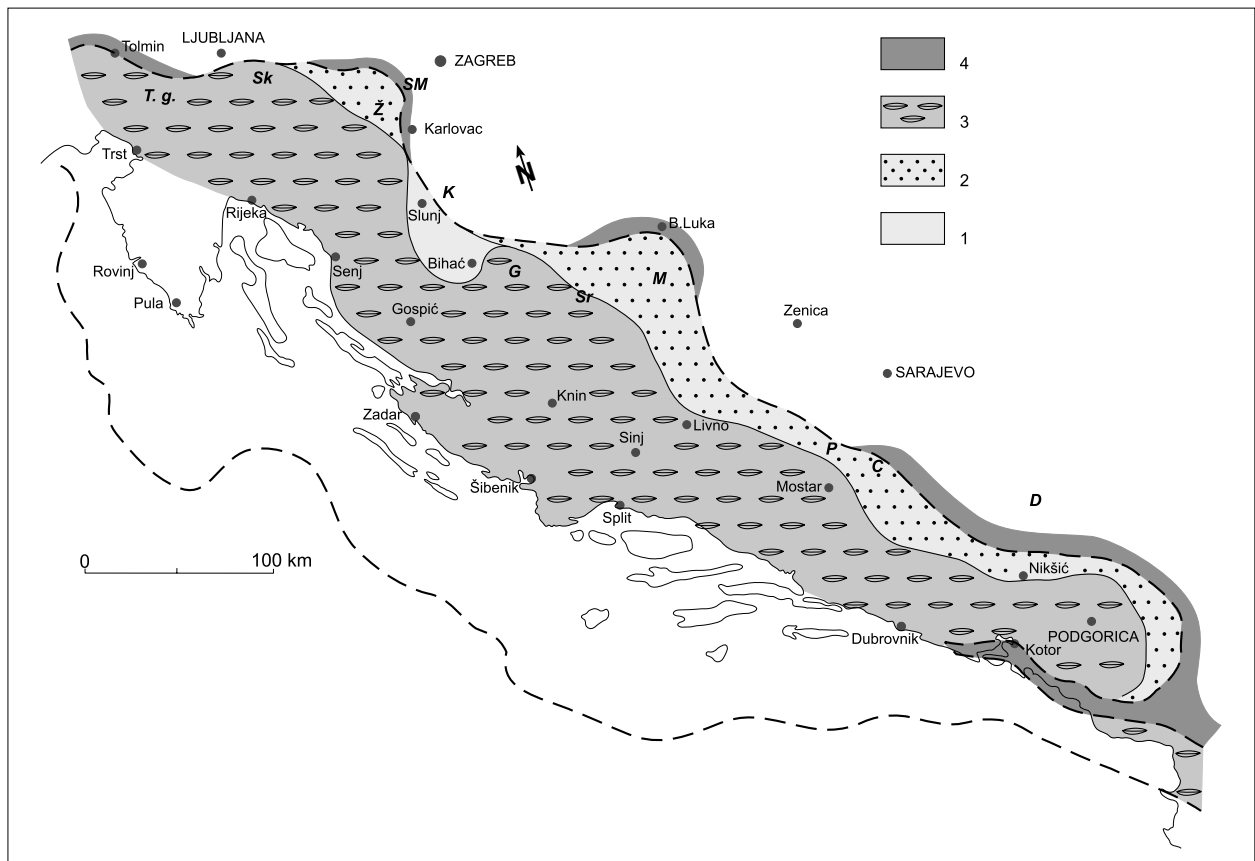 LJUBLJANA
Tolmin
ZAGREB
4
SM
Sk
T. g.
Ž
3
Karlovac
Trst
N
2
K
Slunj
Rijeka
B.Luka
1
Bihać
Rovinj
Senj
G
M
Sr
Pula
Gospić
Zenica
SARAJEVO
Knin
Zadar
Livno
Sinj
P
C
Mostar
Šibenik
D
Split
0
100 km
Nikšić
Dubrovnik
PODGORICA
Kotor